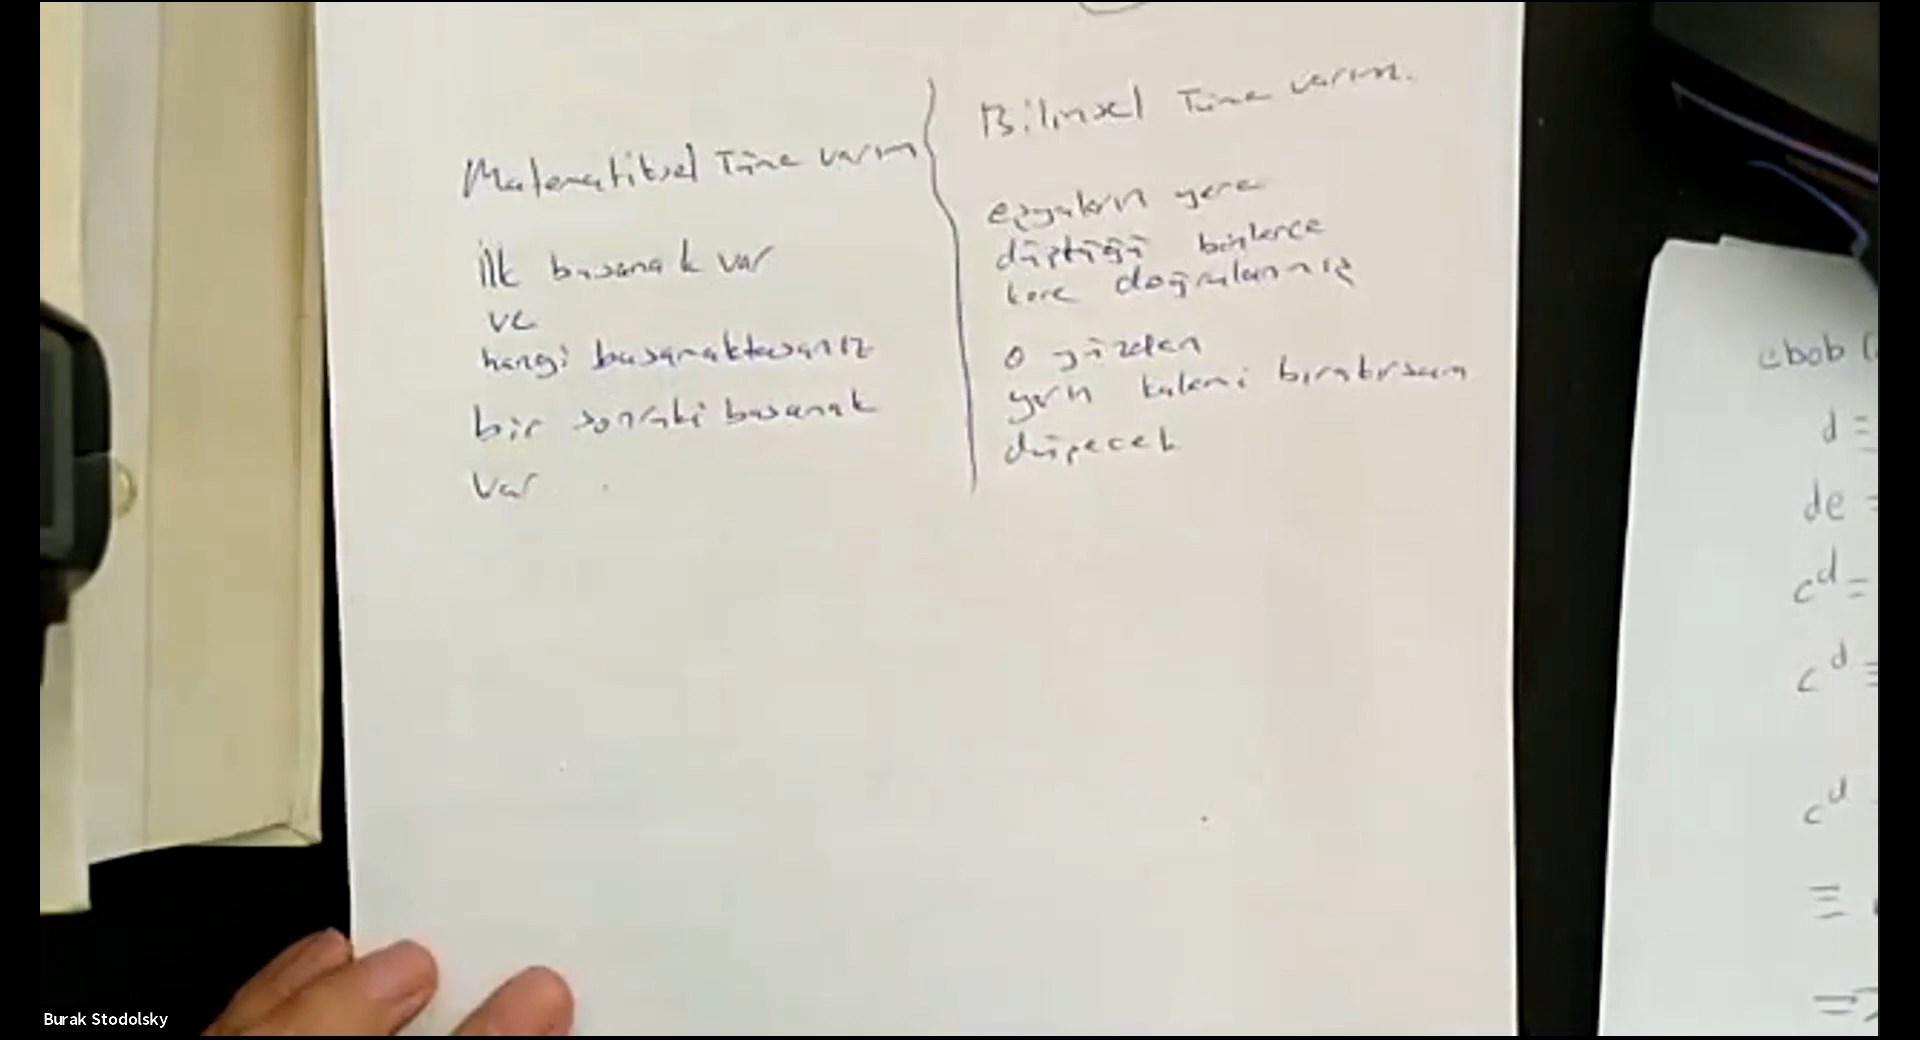 Matematiksel Tüme varım
ilk basamak var
ve
hangi basamaktasanız
bir sonraki basamak
var
Bilimsel Tüme varım.
eşyaların yere
düştüğü binlerce
kere doğrulanmış
o yüzden
yarın kalemi bırakırsam
düşecek
ebob (
d =
de =
c^d =
c^d ≡
c^d
≡
⇒
Burak Stodolsky